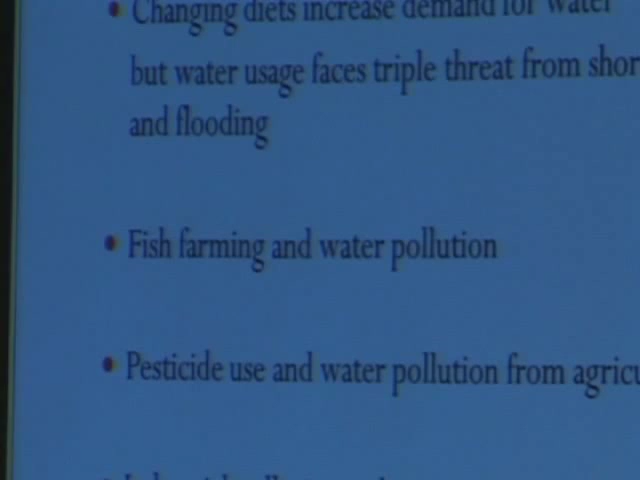 • Changing diets increase demand for water
but water usage faces triple threat from shor
and flooding
• Fish farming and water pollution
• Pesticide use and water pollution from agricu